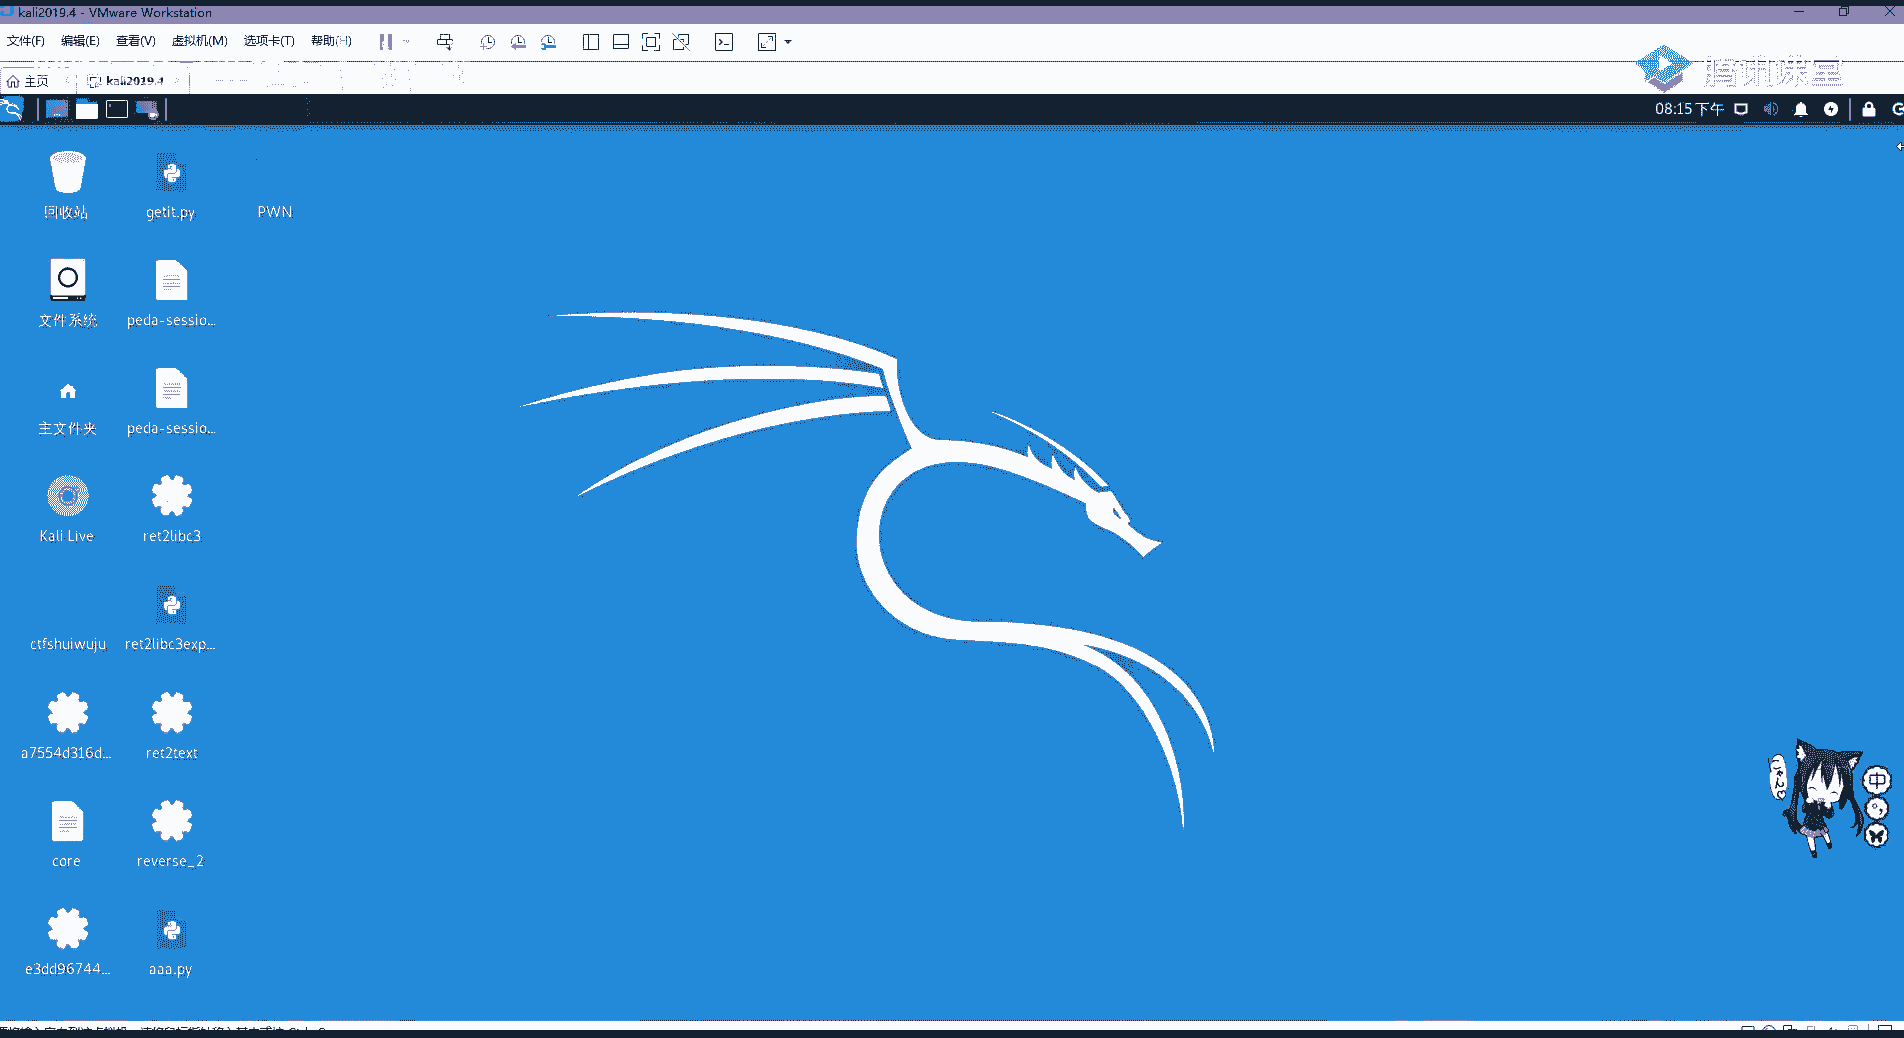 kali2019.4 - VMware Workstation
文件(F) 编辑(E) 查看(V) 虚拟机(M) 选项卡(T) 帮助(H)
主页 kali2019.4
腾讯课堂
08:15 下午
回收站 getit.py PWN
文件系统 peda-sessio...
主文件夹 peda-sessio...
Kali Live ret2libc3
ctfshuiwuju ret2libc3exp...
a7554d316d... ret2text
core reverse_2
e3dd96744... aaa.py
中